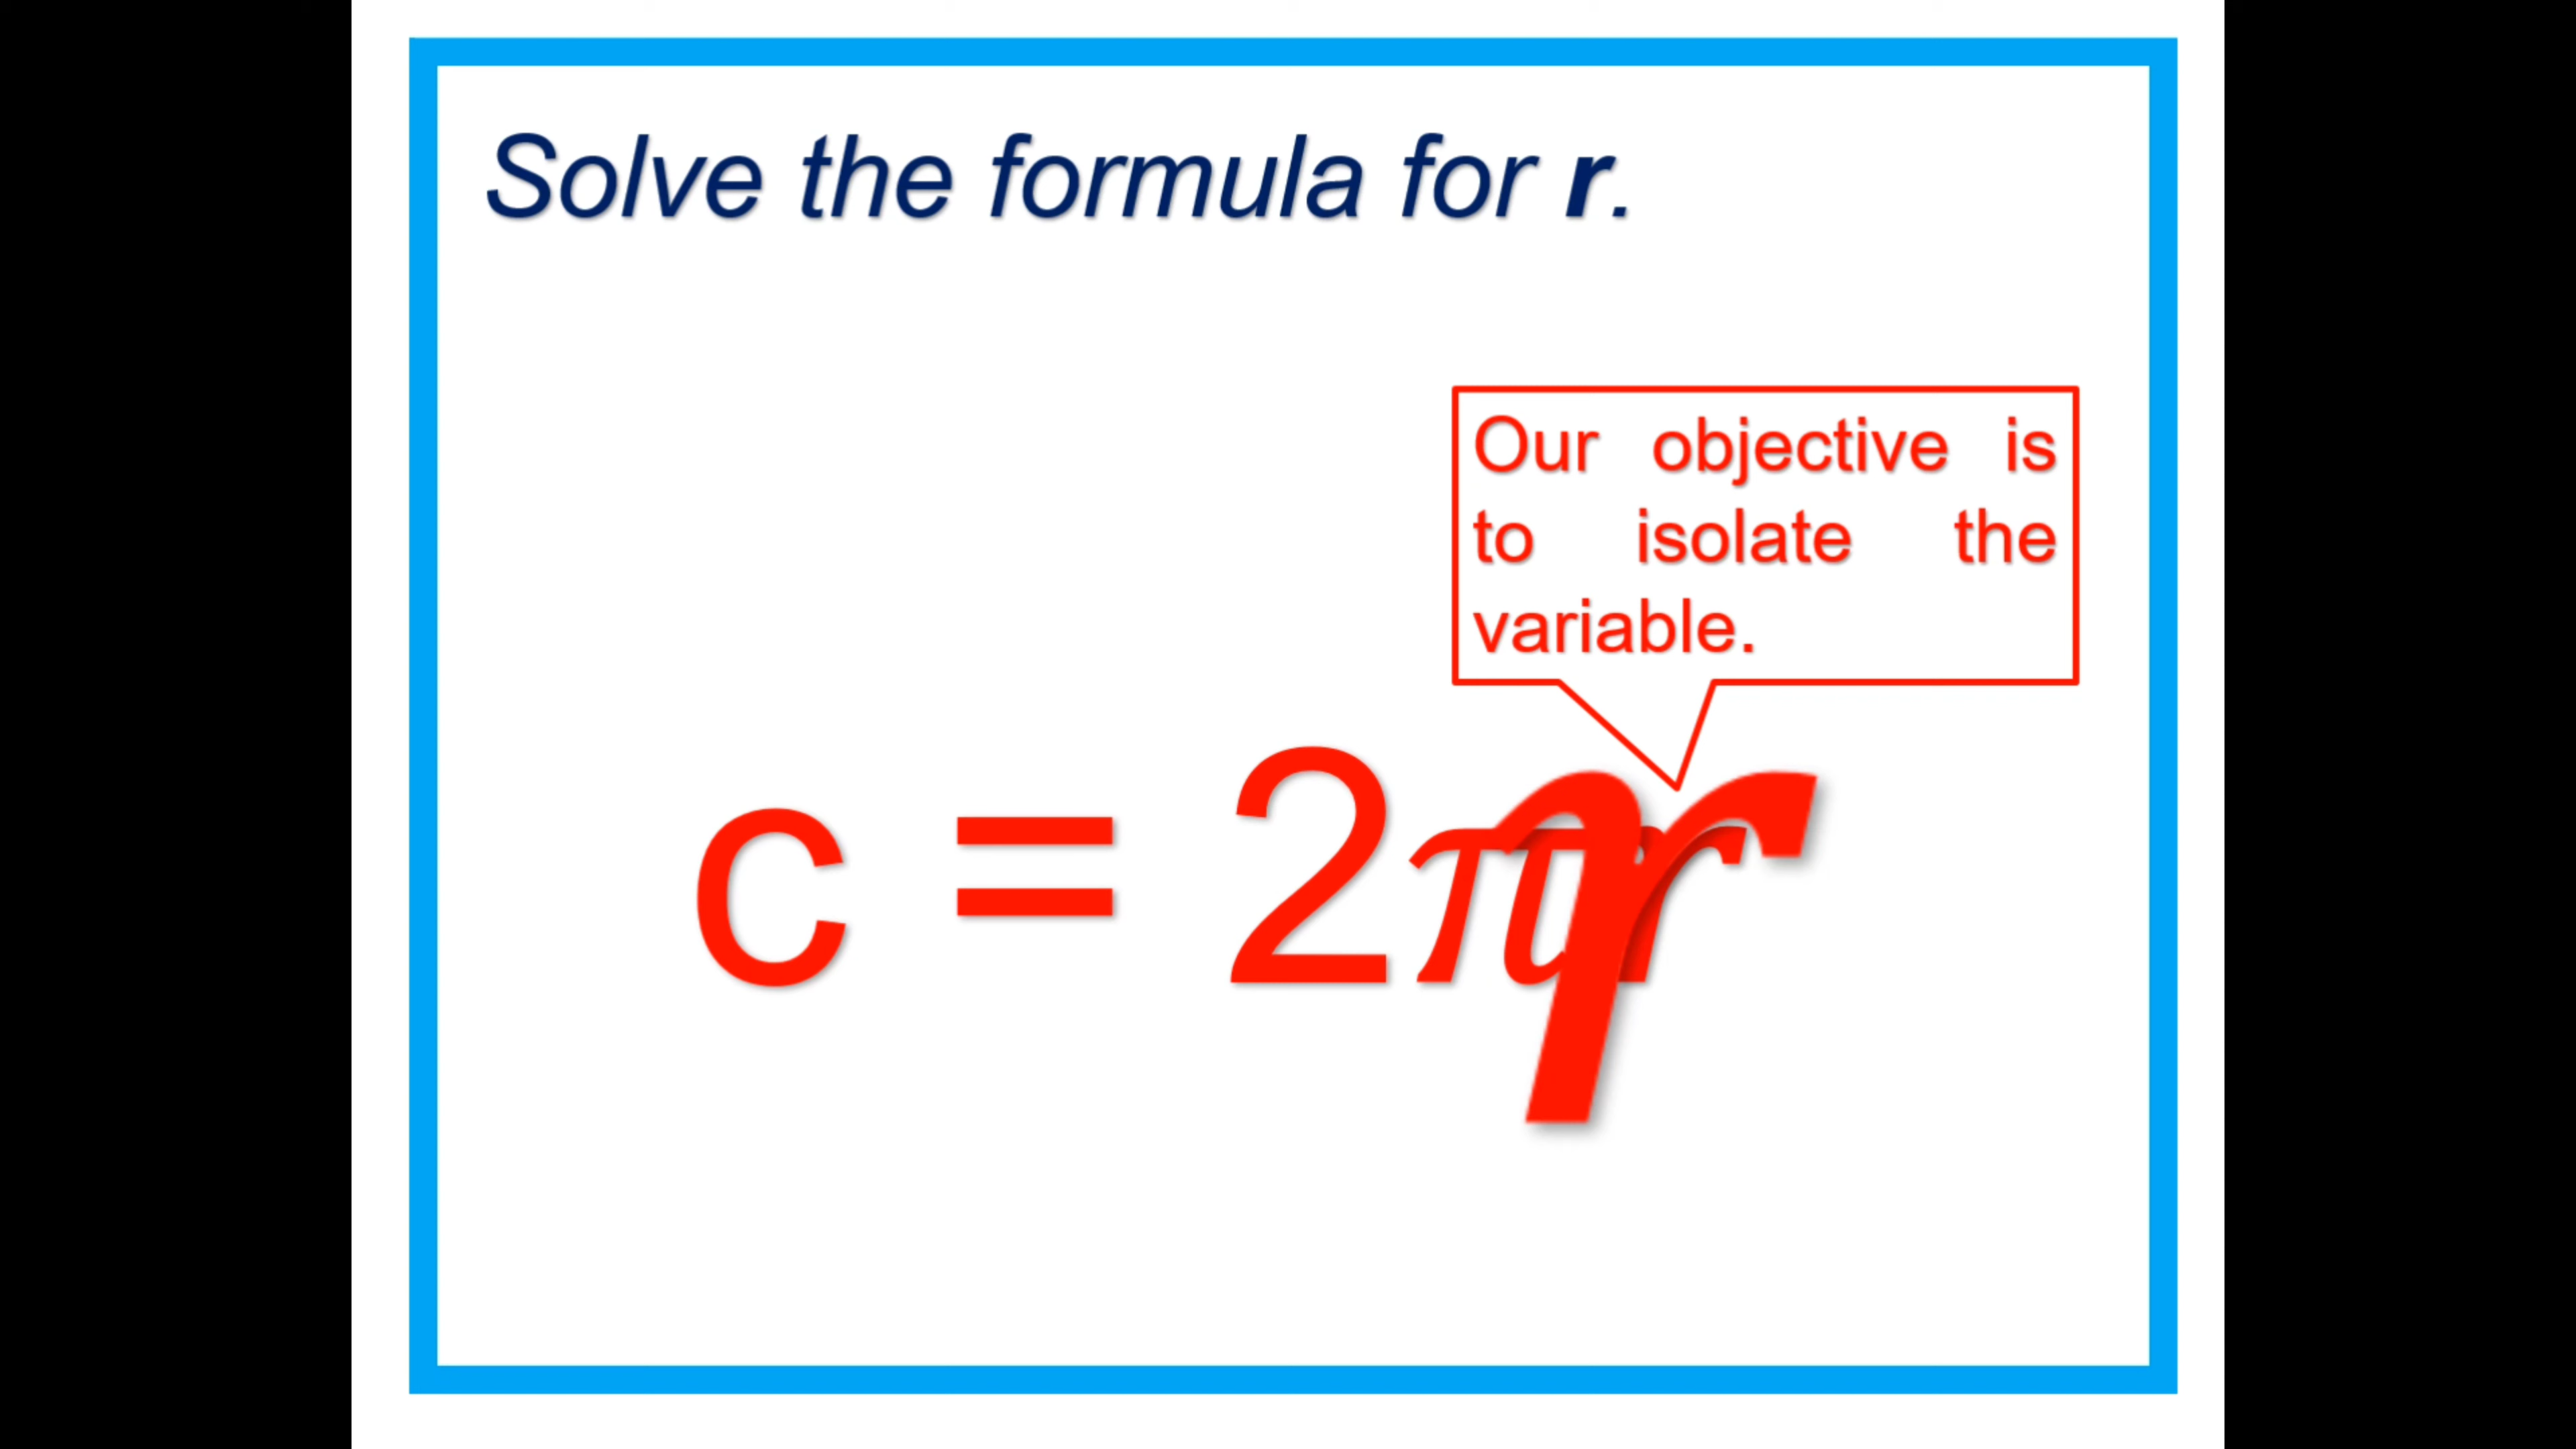 Solve the formula for r.
Our objective is
to isolate the
variable.
c = 2πr